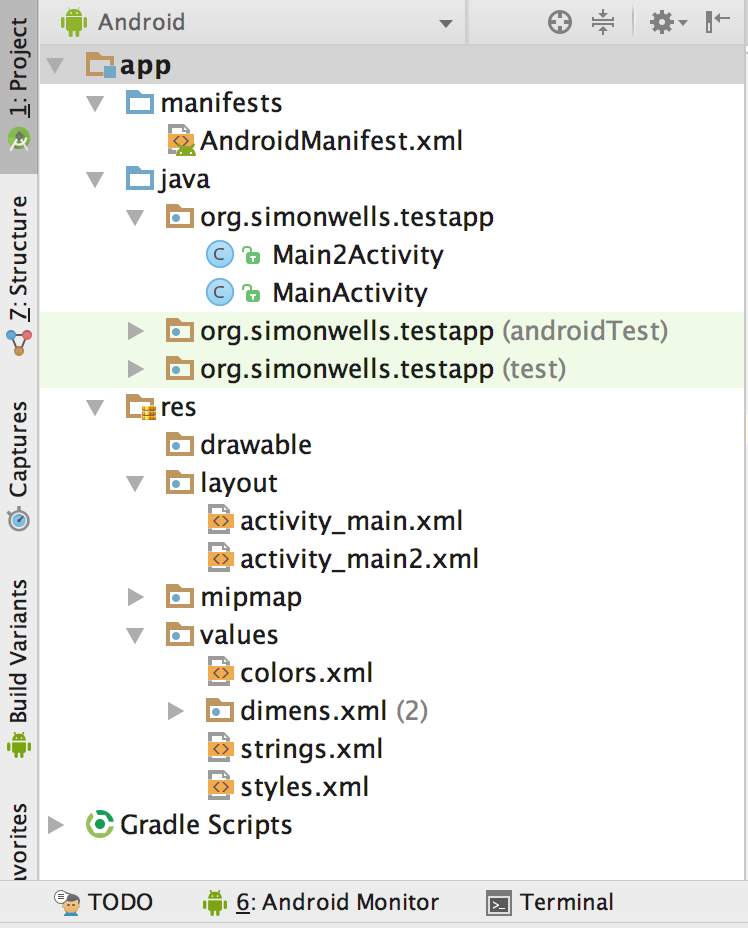 Android
1: Project
app
manifests
AndroidManifest.xml
java
org.simonwells.testapp
Main2Activity
MainActivity
org.simonwells.testapp (androidTest)
org.simonwells.testapp (test)
res
drawable
layout
activity_main.xml
activity_main2.xml
mipmap
values
colors.xml
dimens.xml (2)
strings.xml
styles.xml
Gradle Scripts
Z: Structure
Captures
Build Variants
avorites
TODO
6: Android Monitor
Terminal